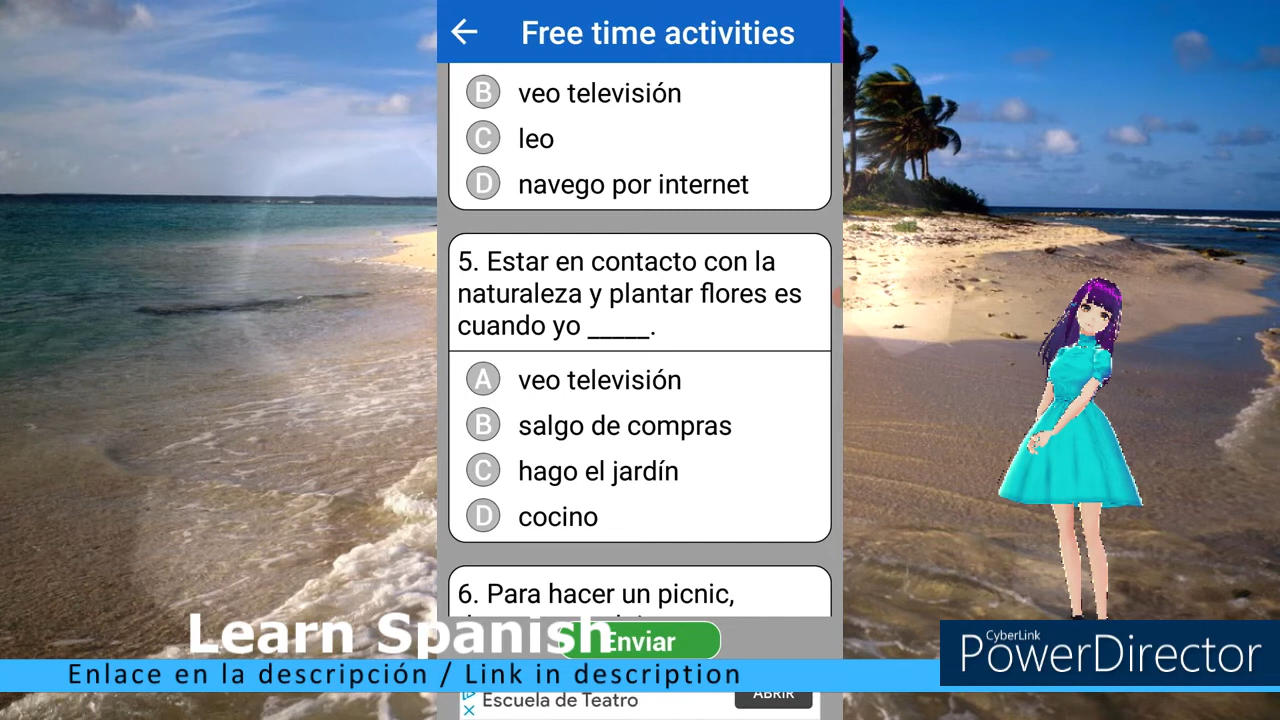 Free time activities
B veo televisión
C leo
D navego por internet
5. Estar en contacto con la
naturaleza y plantar flores es
cuando yo _____.
A veo televisión
B salgo de compras
C hago el jardín
D cocino
6. Para hacer un picnic,
Enviar
Learn Spanish
Enlace en la descripción / Link in description
CyberLink
PowerDirector
Escuela de Teatro
ABRIR